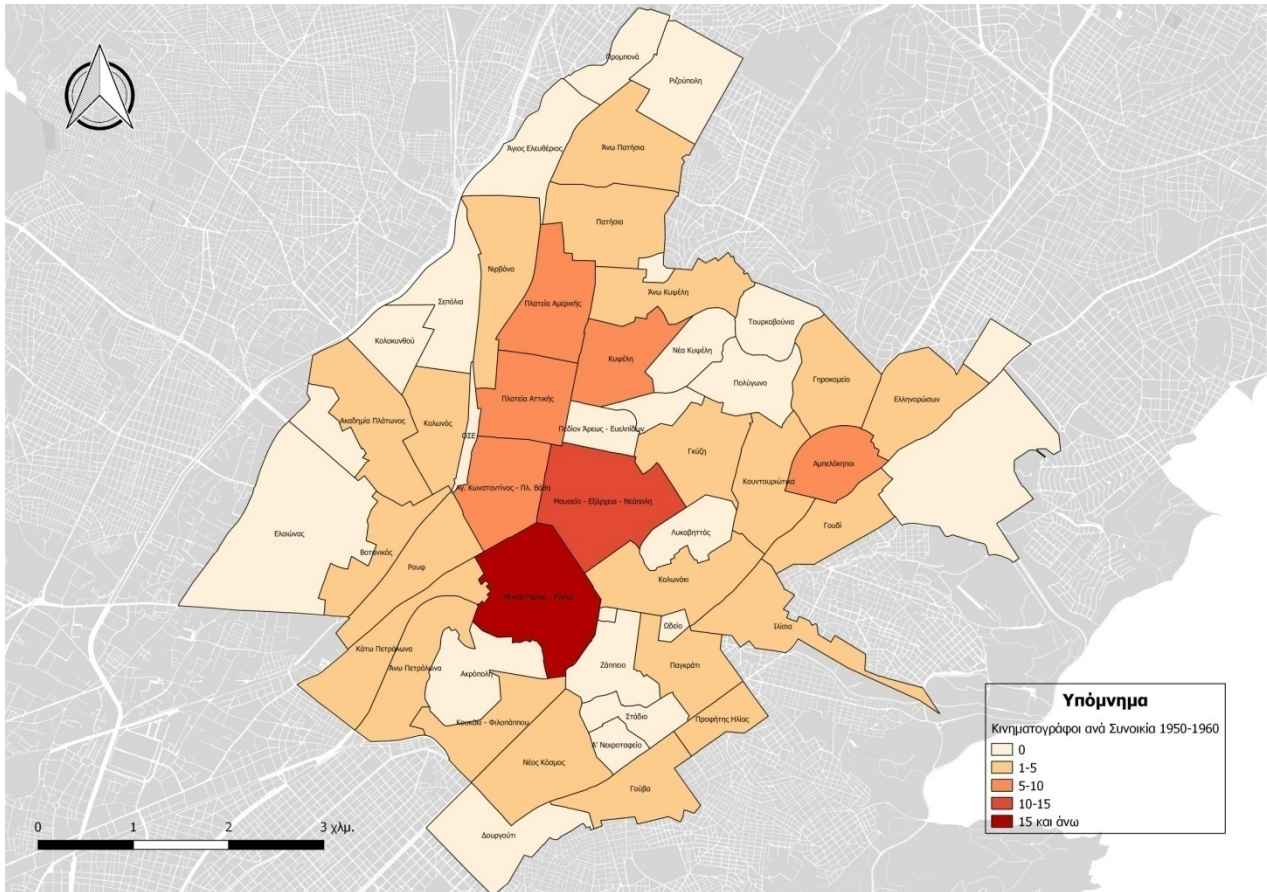 Προμπονά
Ριζούπολη
Άγιος Ελευθέριος
Άνω Πατήσια
Πατήσια
Νιρβάνα
Άνω Κυψέλη
Σεπόλια
Πλατεία Αμερικής
Τουρκοβούνια
Κολοκυνθού
Κυψέλη
Νέα Κυψέλη
Πολύγωνο
Γηροκομείο
Ελληνορώσων
Πλατεία Αττικής
Ακαδημία Πλάτωνος
Κολωνός
ΟΣΕ
Πεδίον Άρεως - Ευελπίδων
Γκύζη
Αμπελόκηποι
Κουντουριώτικα
Αγ. Κωνσταντίνος - Πλ. Βάθη
Μουσείο - Εξάρχεια - Νεάπολη
Γουδί
Ελαιώνας
Λυκαβηττός
Βοτανικός
Ρουφ
Κολωνάκι
Μοναστηράκι - Πλάκα
Ωδείο
Ιλίσια
Κάτω Πετράλωνα
Άνω Πετράλωνα
Ακρόπολη
Ζάππειο
Παγκράτι
Κουκάκι - Φιλοπάππου
Στάδιο
Προφήτης Ηλίας
Α' Νεκροταφείο
Νέος Κόσμος
Γούβα
Δουργούτι
Υπόμνημα
Κινηματογράφοι ανά Συνοικία 1950-1960
0
1-5
5-10
10-15
15 και άνω
0 1 2 3 χλμ.